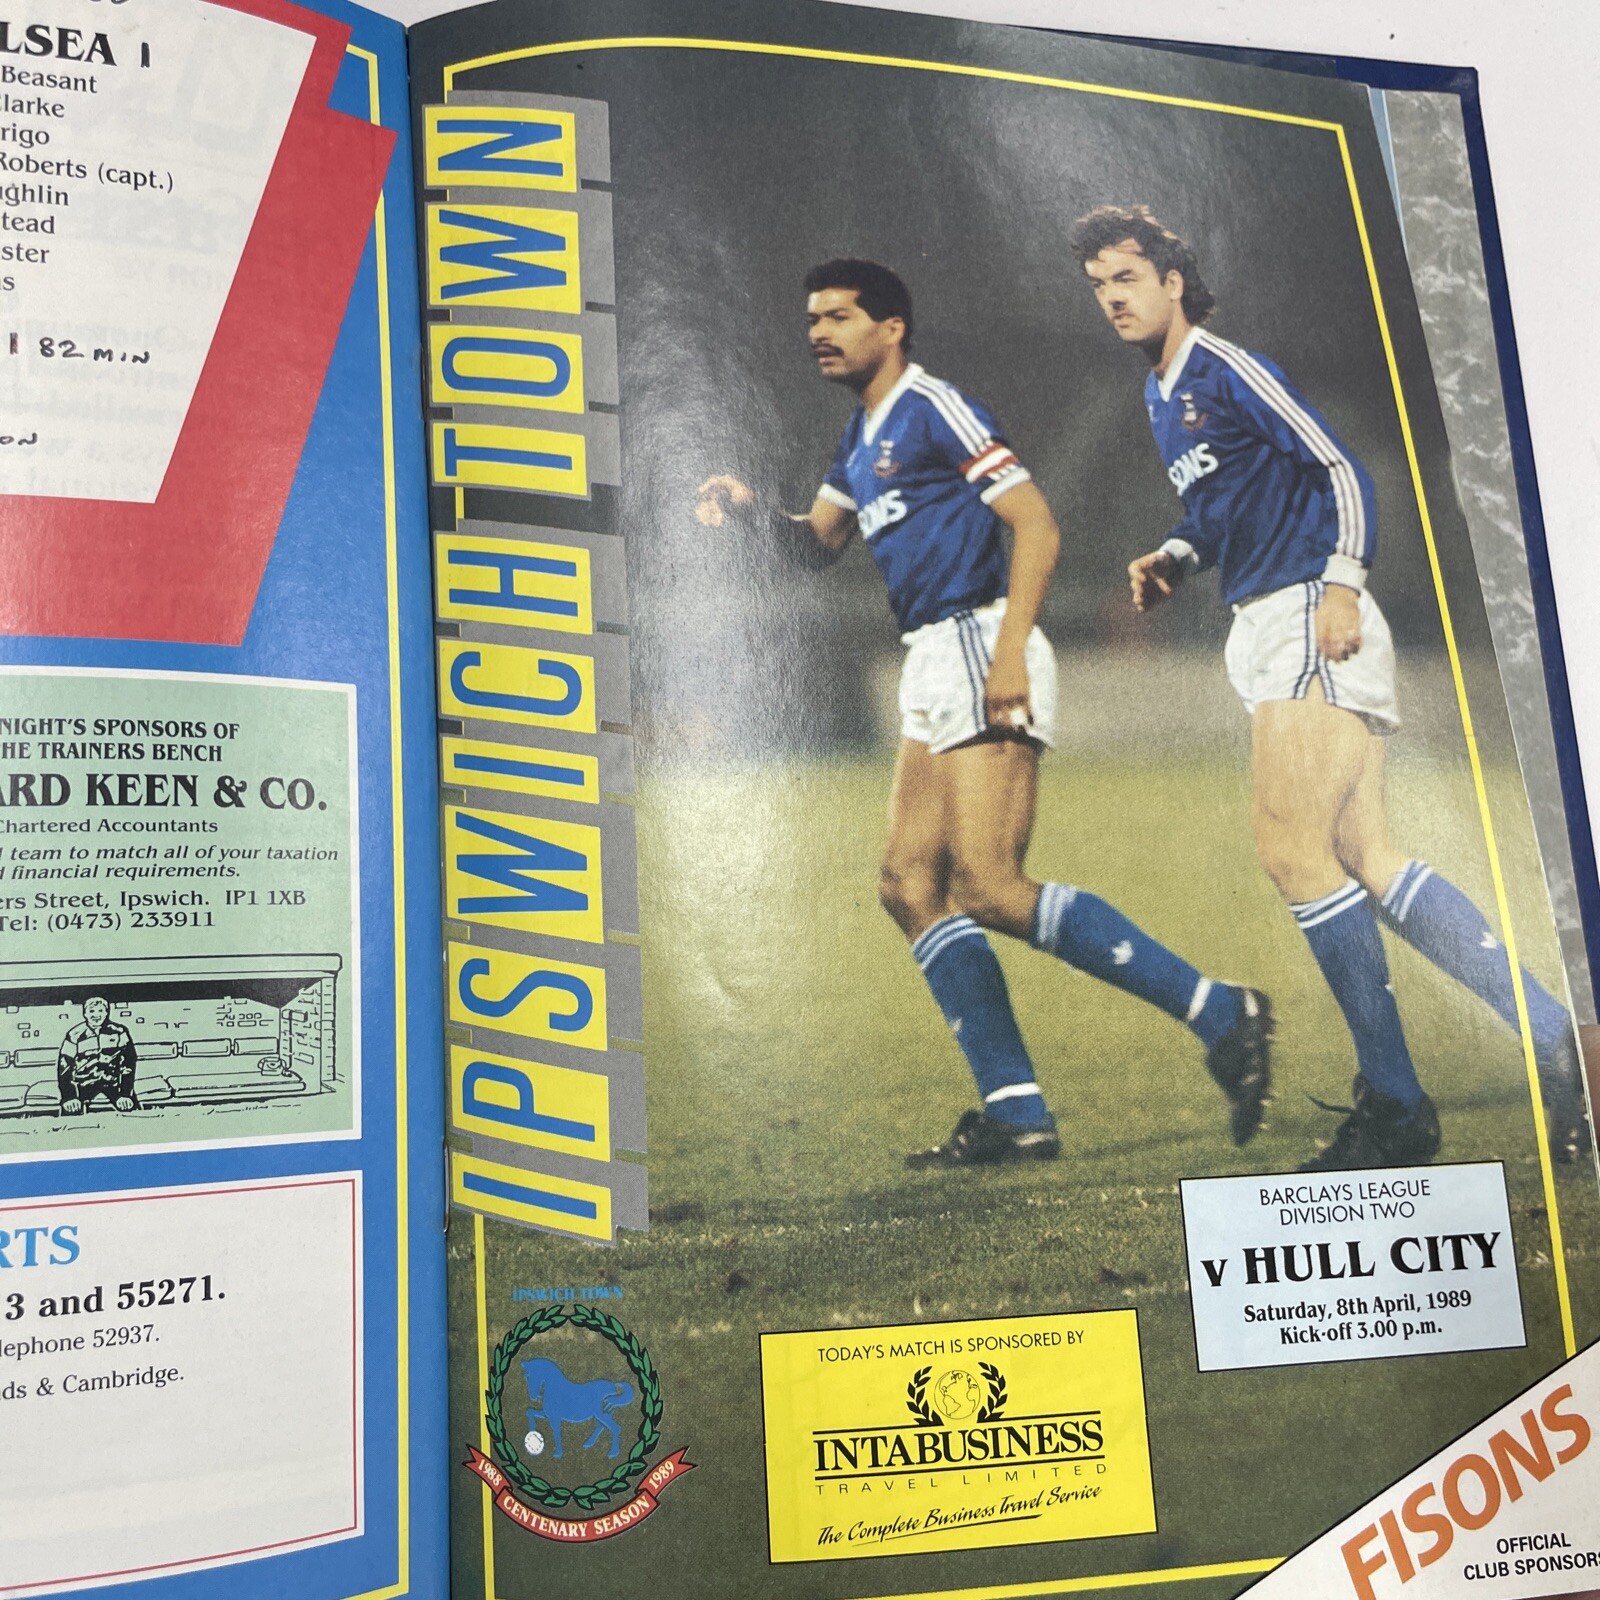 LSEA 1
Beasant
larke
rigo
Roberts (capt.)
ughlin
tead
ster
1 82 MIN
ON
NIGHT'S SPONSORS OF
HE TRAINERS BENCH
ARD KEEN & CO.
Chartered Accountants
team to match all of your taxation
financial requirements.
ers Street, Ipswich. IP1 1XB
Tel: (0473) 233911
RTS
3 and 55271.
lephone 52937.
ds & Cambridge.
IPSWICH TOWN
SONS
BARCLAYS LEAGUE
DIVISION TWO
v HULL CITY
Saturday, 8th April, 1989
Kick-off 3.00 p.m.
IPSWICH TOWN
1988 CENTENARY SEASON 1989
TODAY'S MATCH IS SPONSORED BY
INTABUSINESS
TRAVEL LIMITED
The Complete Business Travel Service
FISONS
OFFICIAL
CLUB SPONSORS